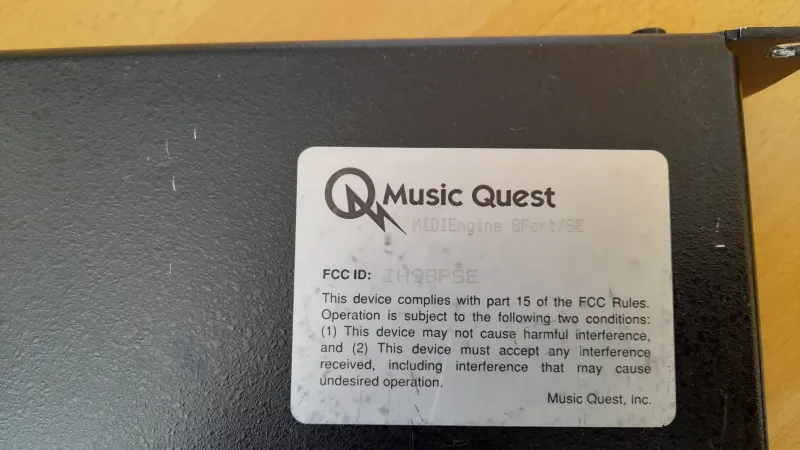 Music Quest
MIDIEngine 8Port/SE
FCC ID: IH98PSE
This device complies with part 15 of the FCC Rules.
Operation is subject to the following two conditions:
(1) This device may not cause harmful interference,
and (2) This device must accept any interference
received, including interference that may cause
undesired operation.
Music Quest, Inc.